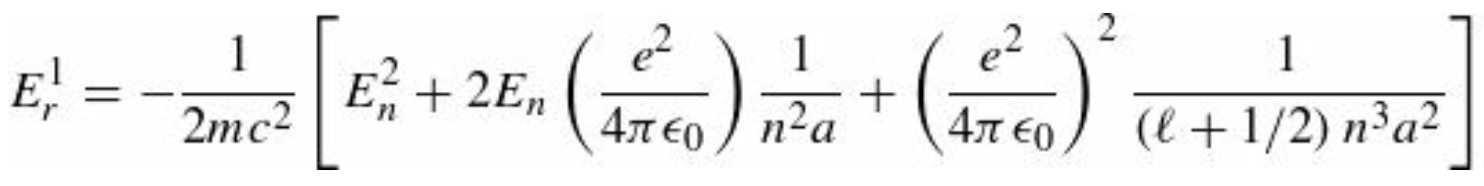 E_r^1 = -\frac{1}{2mc^2} \left[ E_n^2 + 2E_n \left( \frac{e^2}{4\pi\epsilon_0} \right) \frac{1}{n^2 a} + \left( \frac{e^2}{4\pi\epsilon_0} \right)^2 \frac{1}{(\ell + 1/2) \, n^3 a^2} \right]